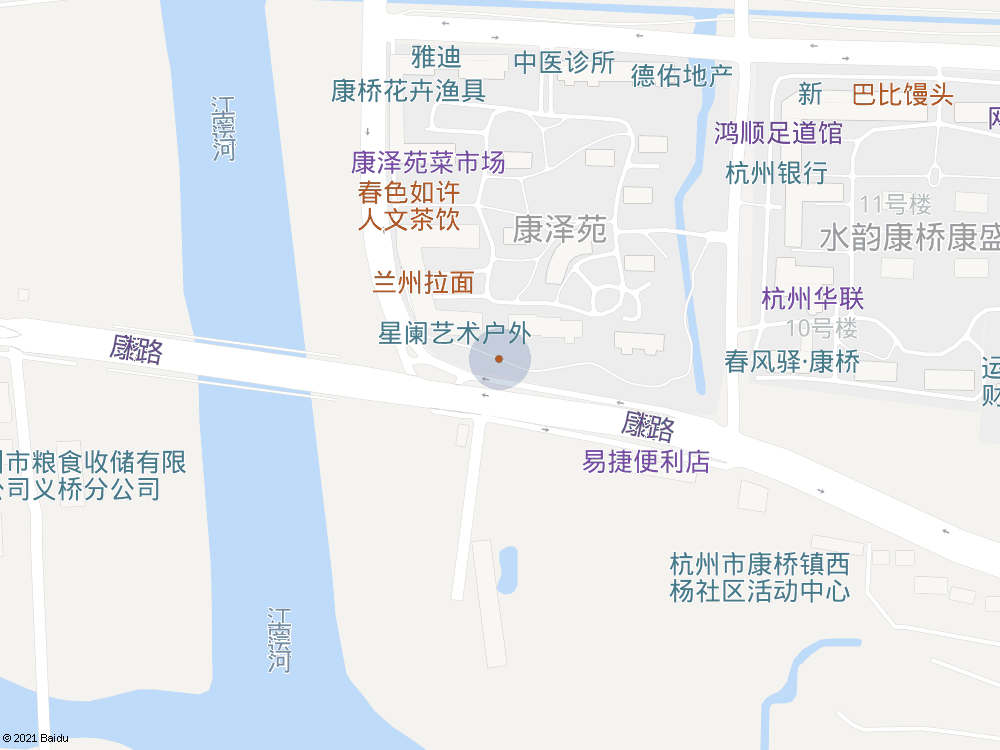 雅迪
中医诊所
德佑地产
康桥花卉渔具
新
巴比馒头
江南运河
鸿顺足道馆
康泽苑菜市场
杭州银行
春色如许
人文茶饮
11号楼
康泽苑
水韵康桥康盛
兰州拉面
杭州华联
星阑艺术户外
10号楼
康桥路
春风驿·康桥
运
财
康桥路
易捷便利店
州市粮食收储有限
公司义桥分公司
杭州市康桥镇西
杨社区活动中心
江南运河
© 2021 Baidu